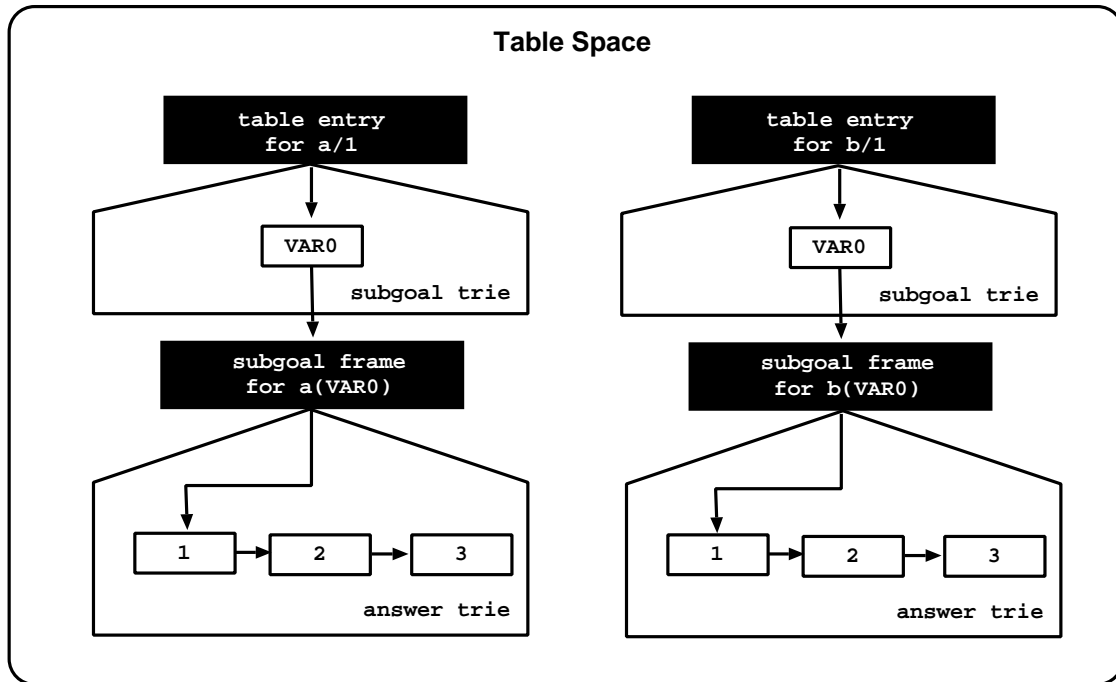 Table Space
table entry
for a/1
VAR0
subgoal trie
subgoal frame
for a(VAR0)
1
2
3
answer trie
table entry
for b/1
VAR0
subgoal trie
subgoal frame
for b(VAR0)
1
2
3
answer trie